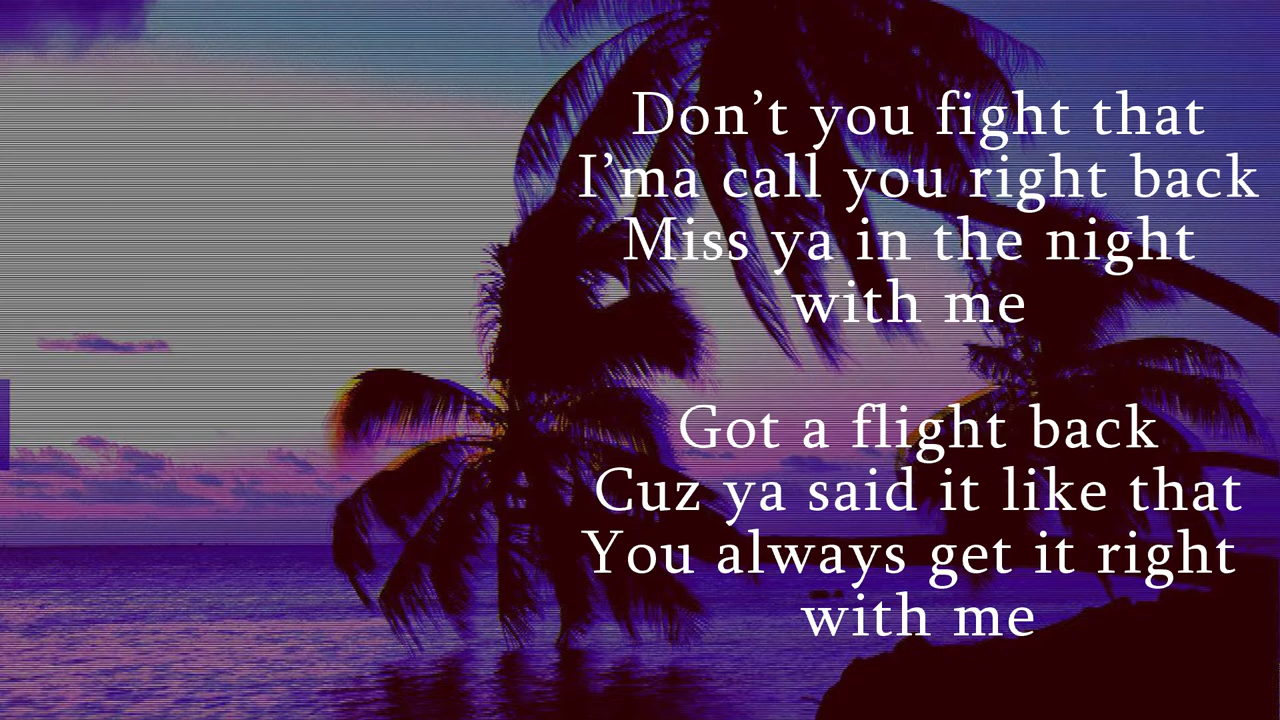 Don’t you fight that
I’ma call you right back
Miss ya in the night
with me
Got a flight back
Cuz ya said it like that
You always get it right
with me